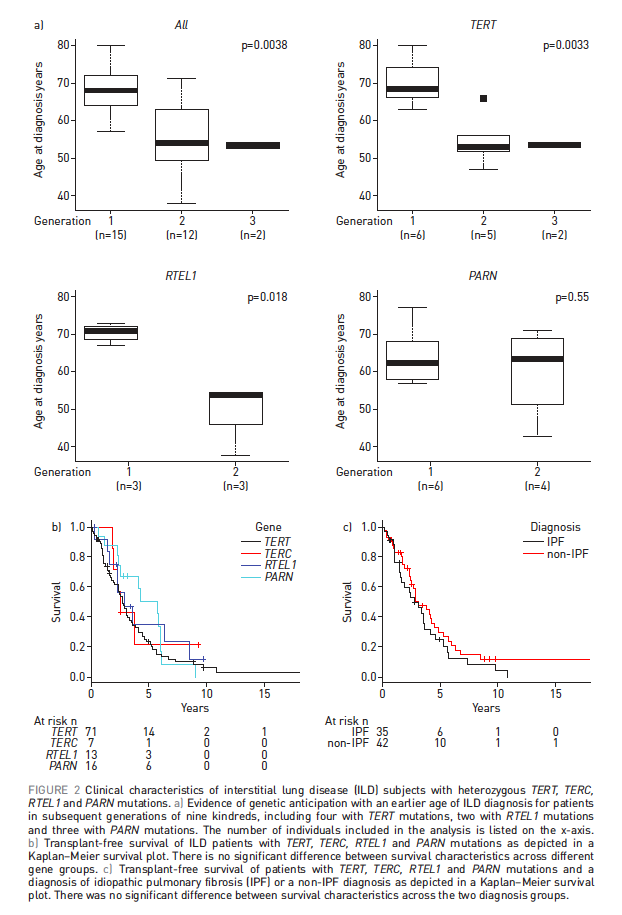 a)
All
80
70
60
50
40
Age at diagnosis years
p=0.0038
Generation 1 2 3
(n=15) (n=12) (n=2)
TERT
80
70
60
50
40
Age at diagnosis years
p=0.0033
Generation 1 2 3
(n=6) (n=5) (n=2)
RTEL1
80
70
60
50
40
Age at diagnosis years
p=0.018
Generation 1 2
(n=3) (n=3)
PARN
80
70
60
50
40
Age at diagnosis years
p=0.55
Generation 1 2
(n=6) (n=4)
b)
1.0
0.8
0.6
0.4
0.2
0.0
Survival
Gene
TERT
TERC
RTEL1
PARN
0 5 10 15
Years
At risk n
TERT 71 14 2 1
TERC 7 1 0 0
RTEL1 13 3 0 0
PARN 16 6 0 0
c)
1.0
0.8
0.6
0.4
0.2
0.0
Survival
Diagnosis
IPF
non-IPF
0 5 10 15
Years
At risk n
IPF 35 6 1 0
non-IPF 42 10 1 1
FIGURE 2 Clinical characteristics of interstitial lung disease (ILD) subjects with heterozygous TERT, TERC,
RTEL1 and PARN mutations. a) Evidence of genetic anticipation with an earlier age of ILD diagnosis for patients
in subsequent generations of nine kindreds, including four with TERT mutations, two with RTEL1 mutations
and three with PARN mutations. The number of individuals included in the analysis is listed on the x-axis.
b) Transplant-free survival of ILD patients with TERT, TERC, RTEL1 and PARN mutations as depicted in a
Kaplan–Meier survival plot. There is no significant difference between survival characteristics across different
gene groups. c) Transplant-free survival of patients with TERT, TERC, RTEL1 and PARN mutations and a
diagnosis of idiopathic pulmonary fibrosis (IPF) or a non-IPF diagnosis as depicted in a Kaplan–Meier survival
plot. There was no significant difference between survival characteristics across the two diagnosis groups.